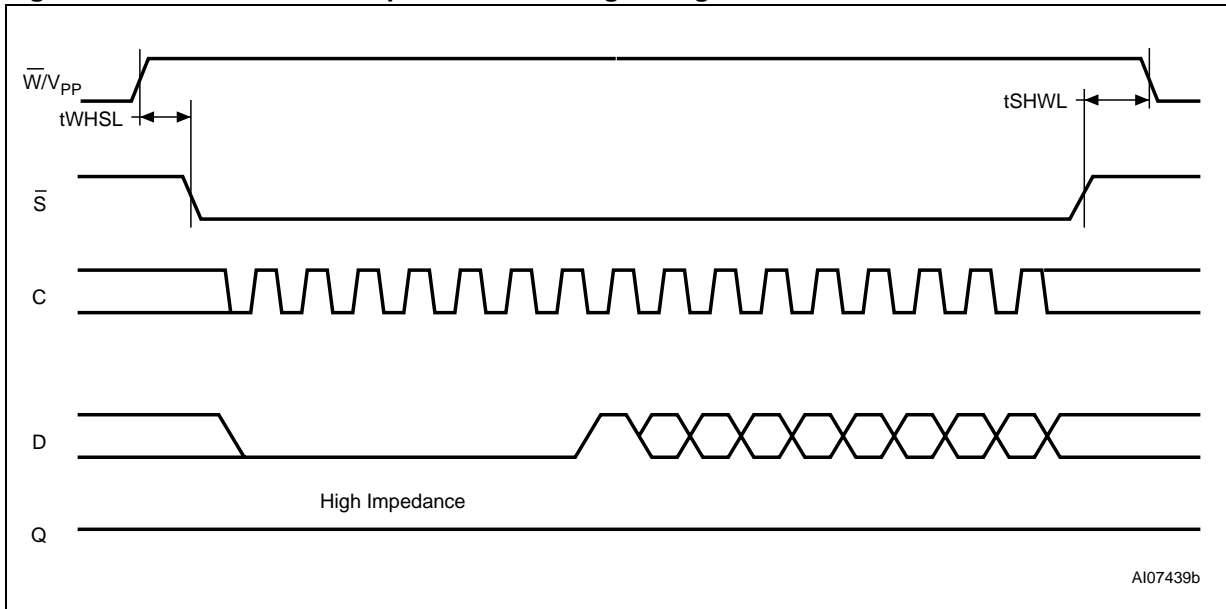 W̅/VPP
tWHSL
tSHWL
S̅
C
D
High Impedance
Q
AI07439b